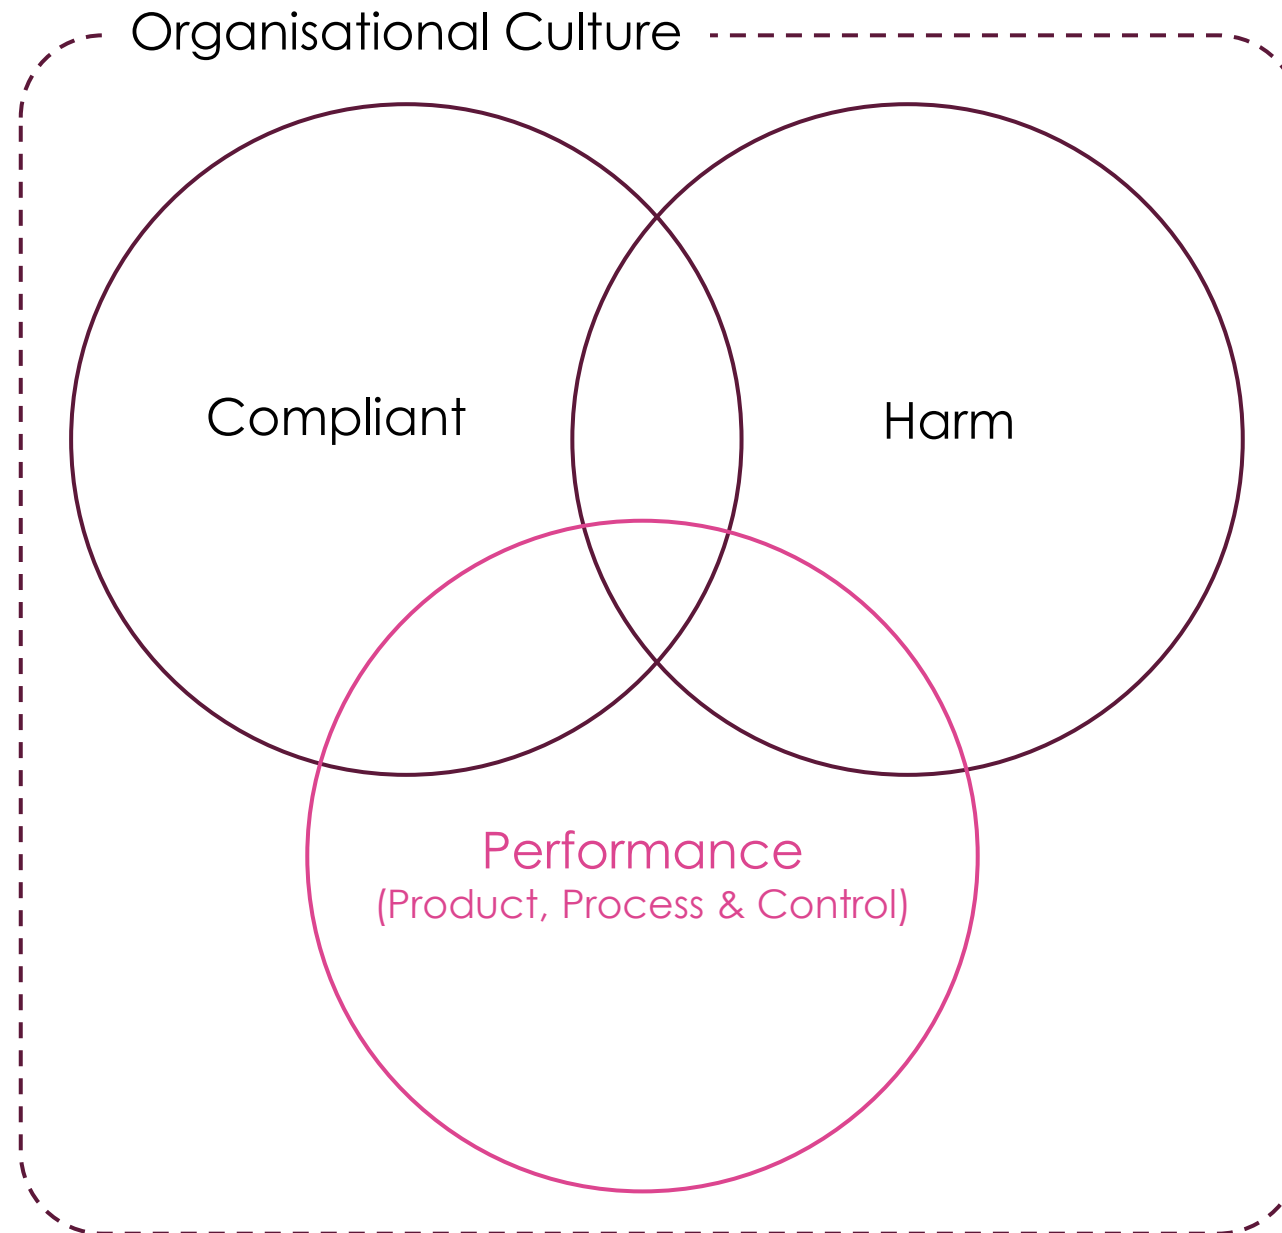 Organisational Culture
Compliant
Harm
Performance
(Product, Process & Control)